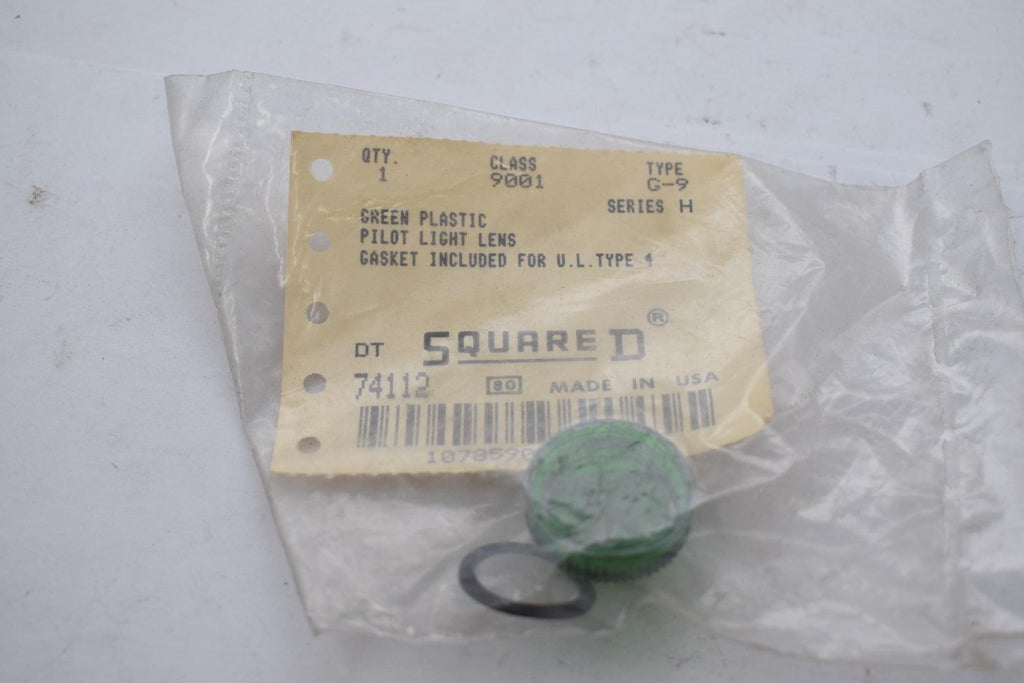 QTY. CLASS TYPE
1 9001 G-9
SERIES H
GREEN PLASTIC
PILOT LIGHT LENS
GASKET INCLUDED FOR U.L.TYPE 4
DT SQUARE D ®
74112 80 MADE IN USA